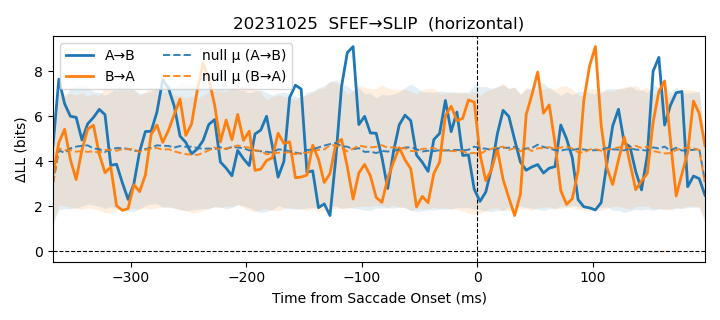 20231025 SFEF→SLIP (horizontal)
A→B
B→A
null μ (A→B)
null μ (B→A)
ΔLL (bits)
8
6
4
2
0
−300
−200
−100
0
100
Time from Saccade Onset (ms)